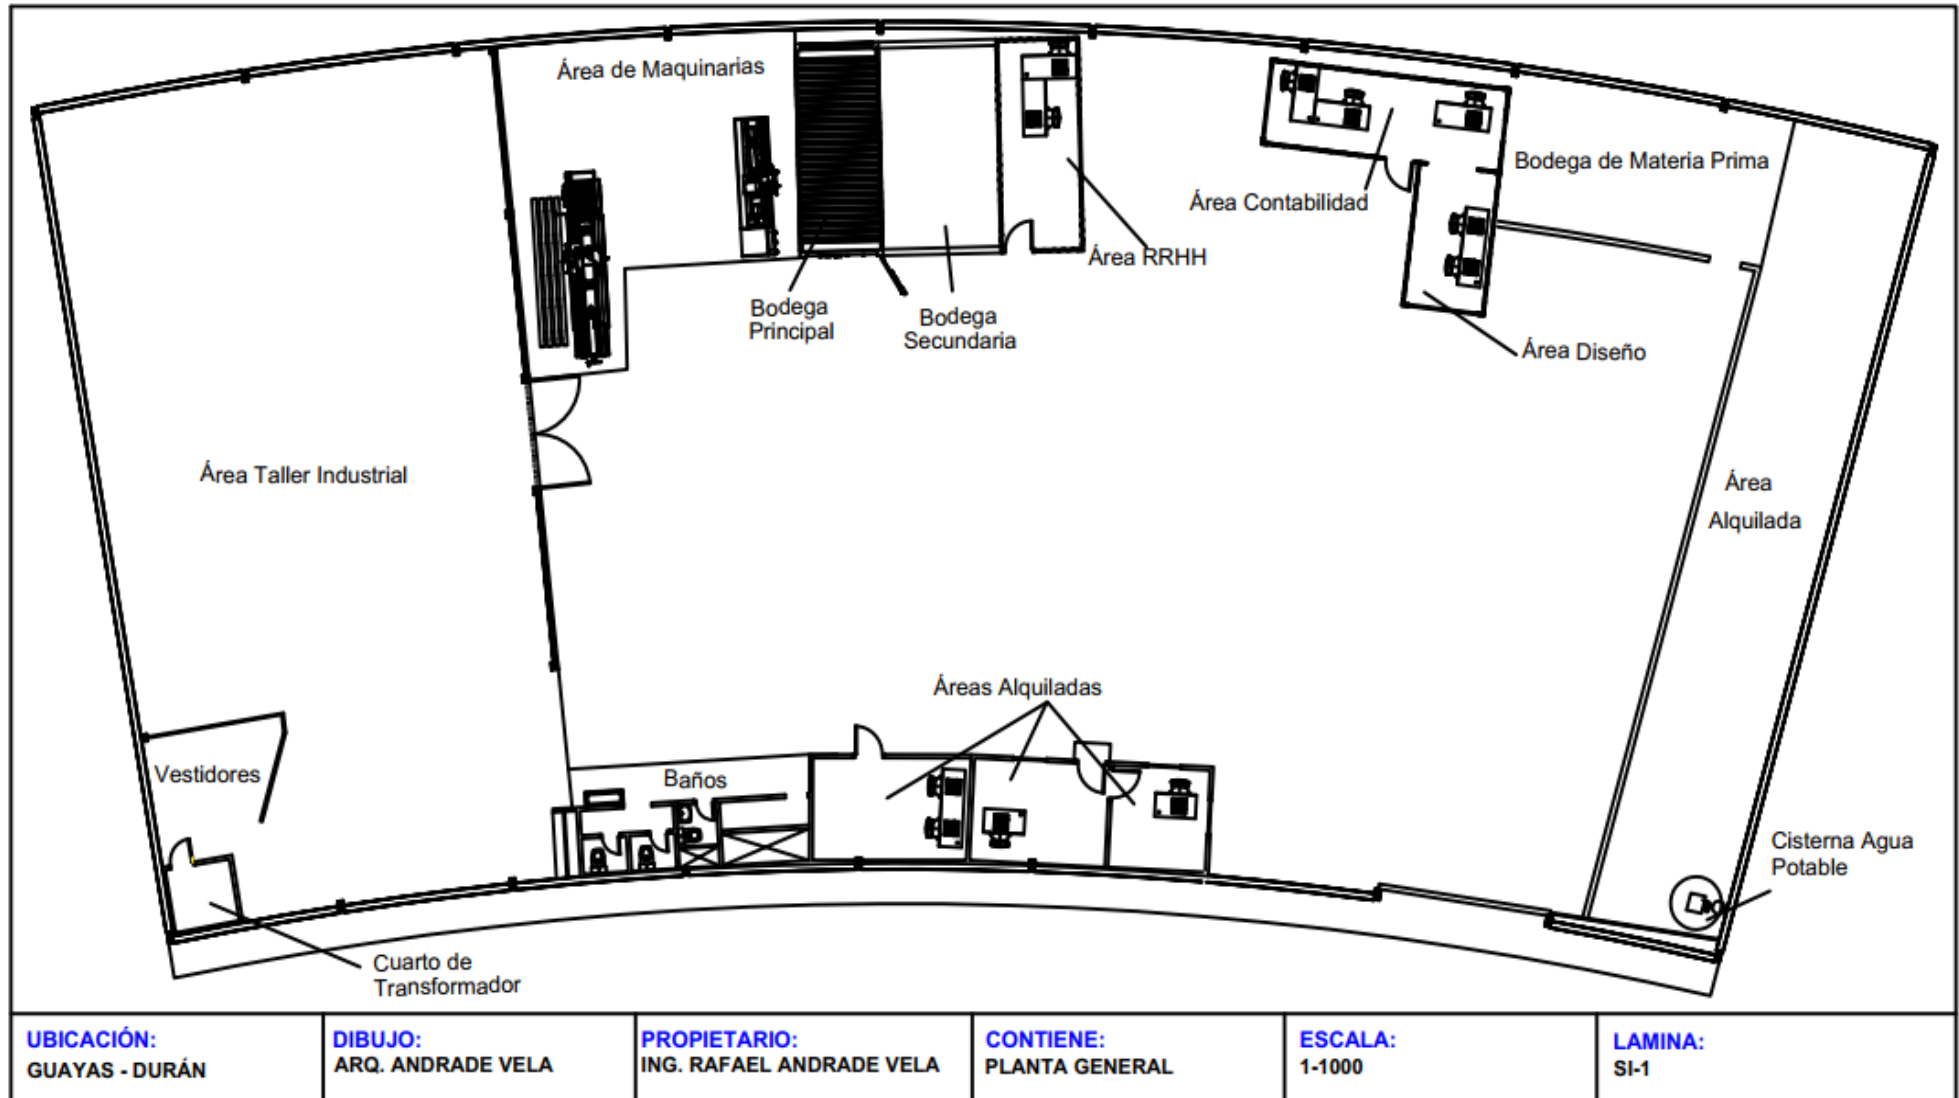 Área de Maquinarias
Bodega de Materia Prima
Área Contabilidad
Área RRHH
Bodega
Principal
Bodega
Secundaria
Área Diseño
Área Taller Industrial
Área
Alquilada
Áreas Alquiladas
Vestidores
Baños
Cisterna Agua
Potable
Cuarto de
Transformador
UBICACIÓN:
GUAYAS - DURÁN
DIBUJO:
ARQ. ANDRADE VELA
PROPIETARIO:
ING. RAFAEL ANDRADE VELA
CONTIENE:
PLANTA GENERAL
ESCALA:
1-1000
LAMINA:
SI-1